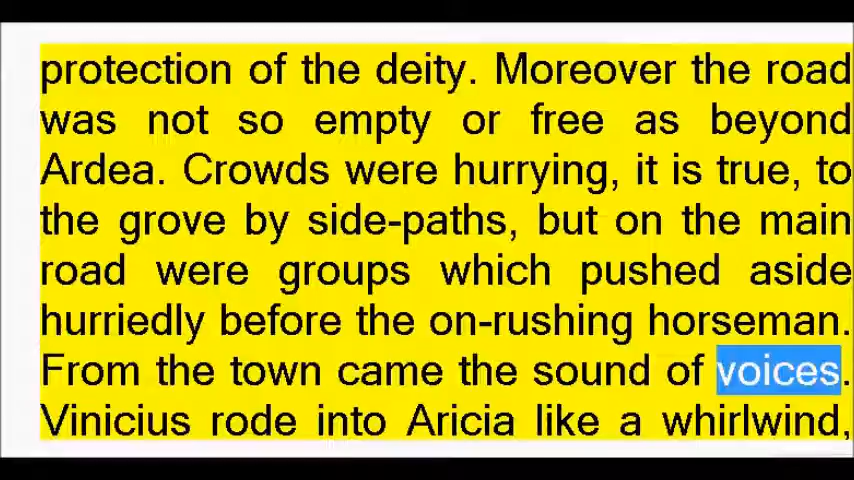 protection of the deity. Moreover the road
was not so empty or free as beyond
Ardea. Crowds were hurrying, it is true, to
the grove by side-paths, but on the main
road were groups which pushed aside
hurriedly before the on-rushing horseman.
From the town came the sound of voices.
Vinicius rode into Aricia like a whirlwind,